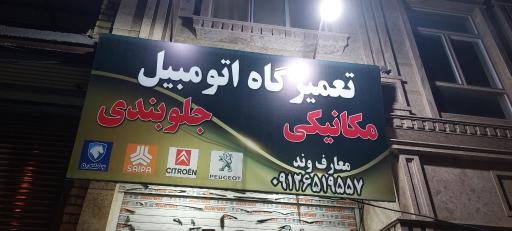 تعمیرگاه اتومبیل
مکانیکی جلوبندی
معارف وند
۰۹۱۲۶۵۱۹۵۵۷
SAIPA
CITROËN
PEUGEOT